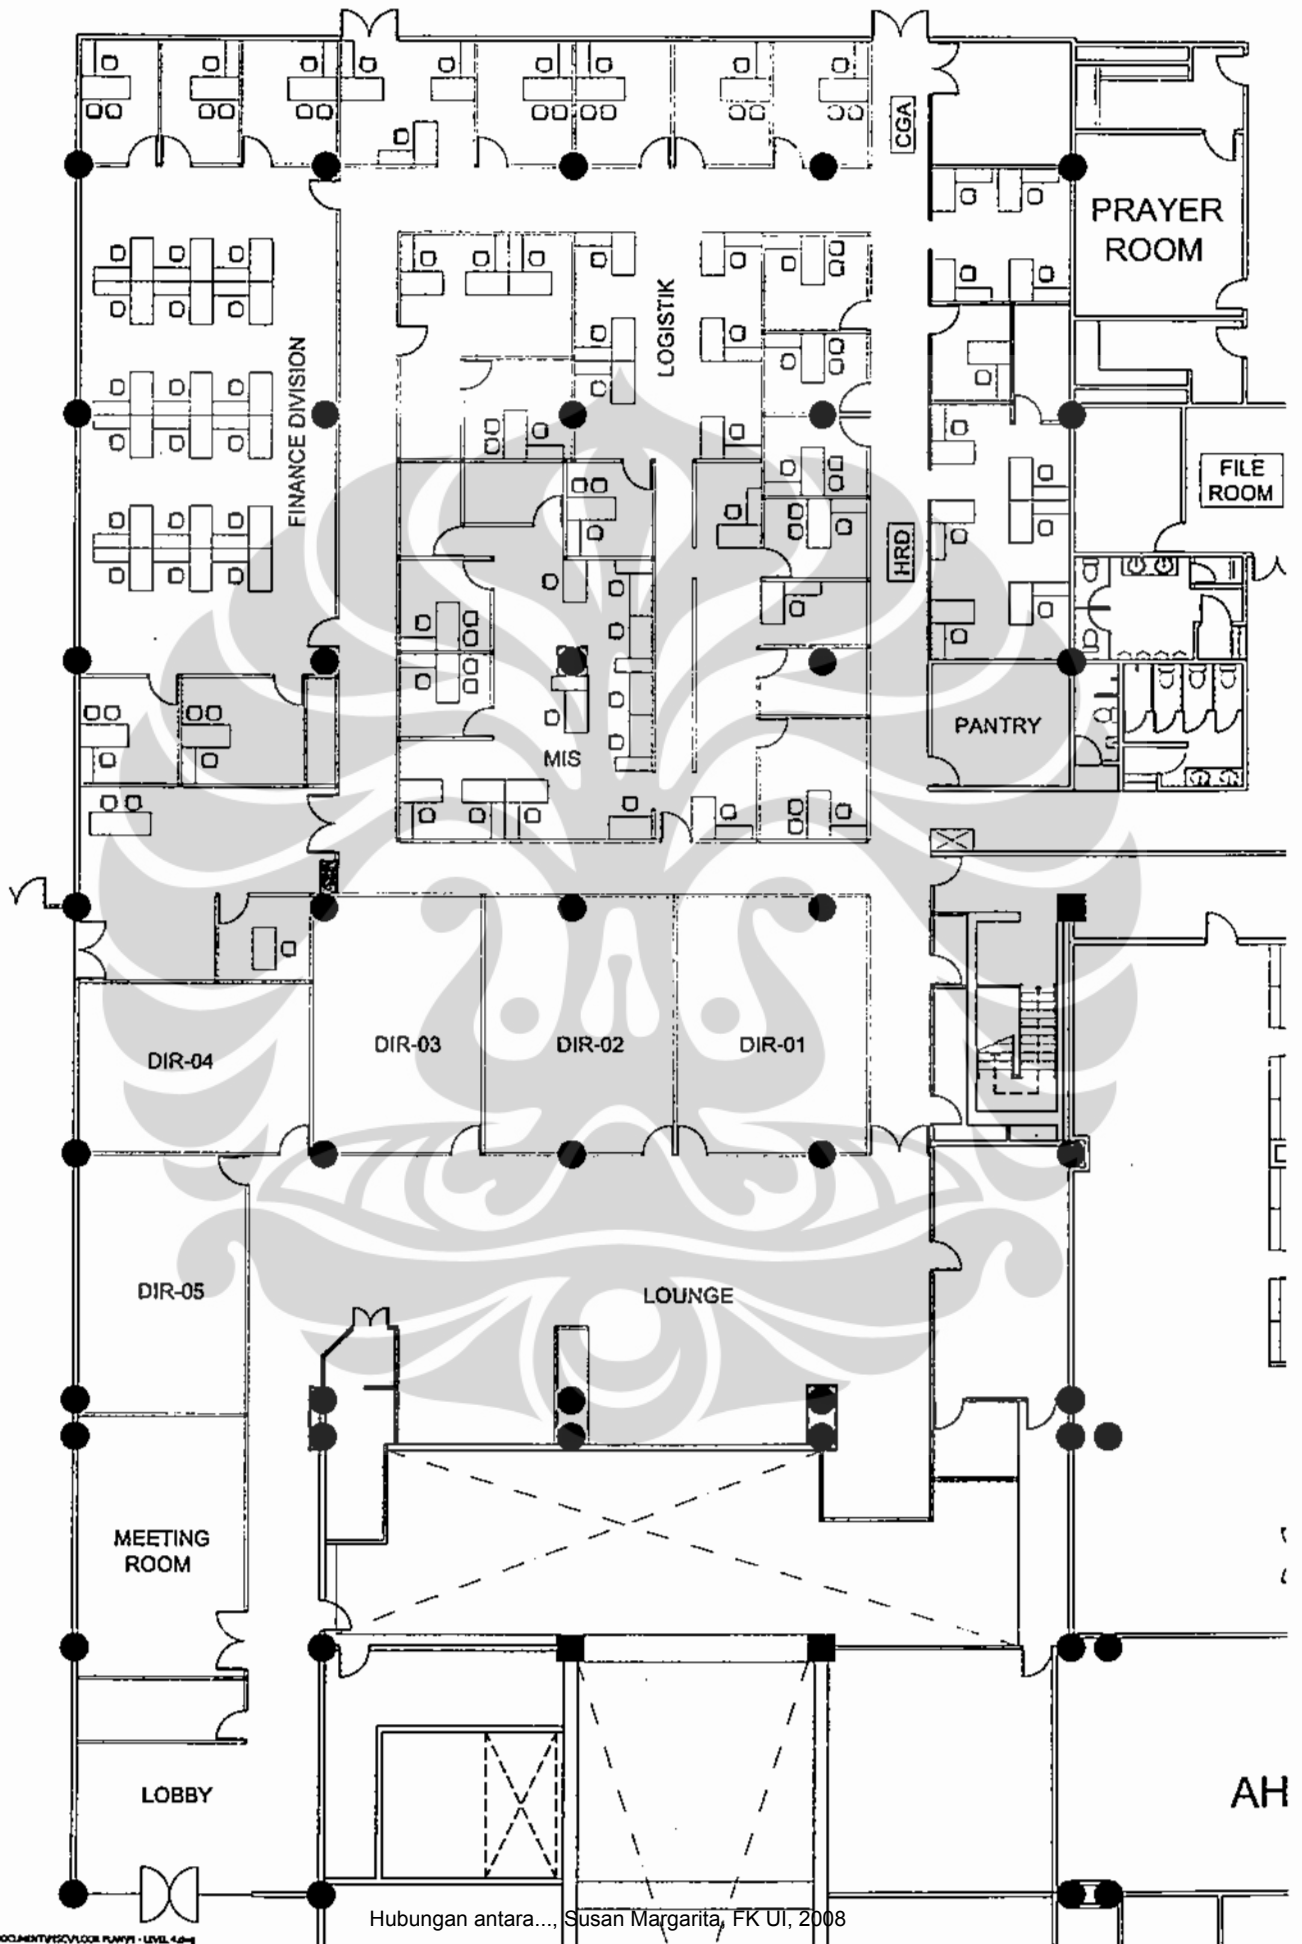 CGA
PRAYER
ROOM
LOGISTIK
FINANCE DIVISION
FILE
ROOM
HRD
PANTRY
MIS
DIR-04
DIR-03
DIR-02
DIR-01
DIR-05
LOUNGE
MEETING
ROOM
LOBBY
AH
Hubungan antara..., Susan Margarita, FK UI, 2008